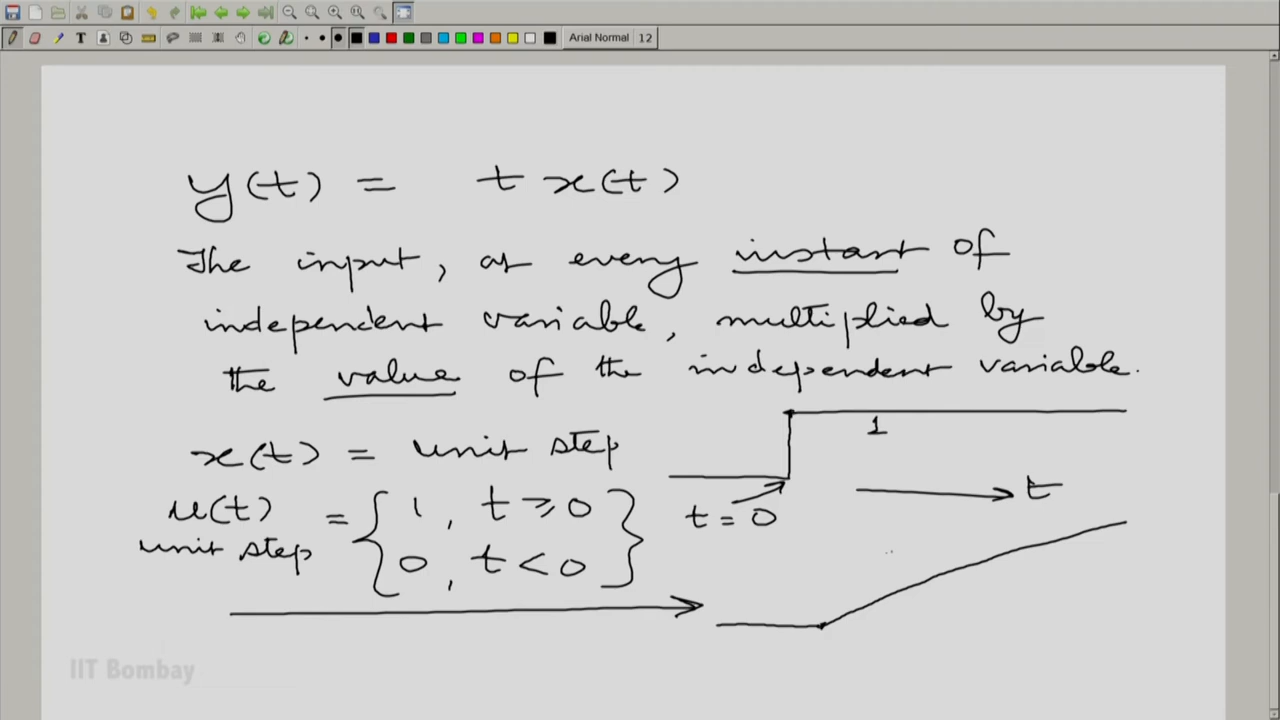 T Arial Normal 12
y(t) = t x(t)
The input, at every instant of
independent variable, multiplied by
the value of the independent variable.
1
x(t) = unit step
t
u(t) = { 1, t ≥ 0
t = 0
unit step
0, t < 0 }
IIT Bombay